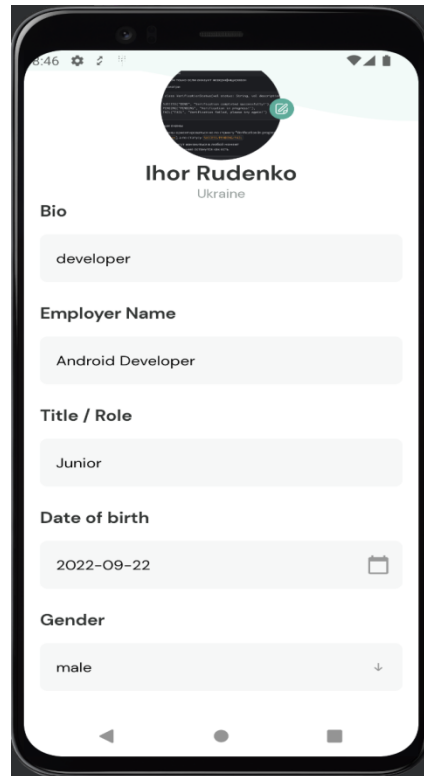 8:46
Ihor Rudenko
Ukraine
Bio
developer
Employer Name
Android Developer
Title / Role
Junior
Date of birth
2022-09-22
Gender
male